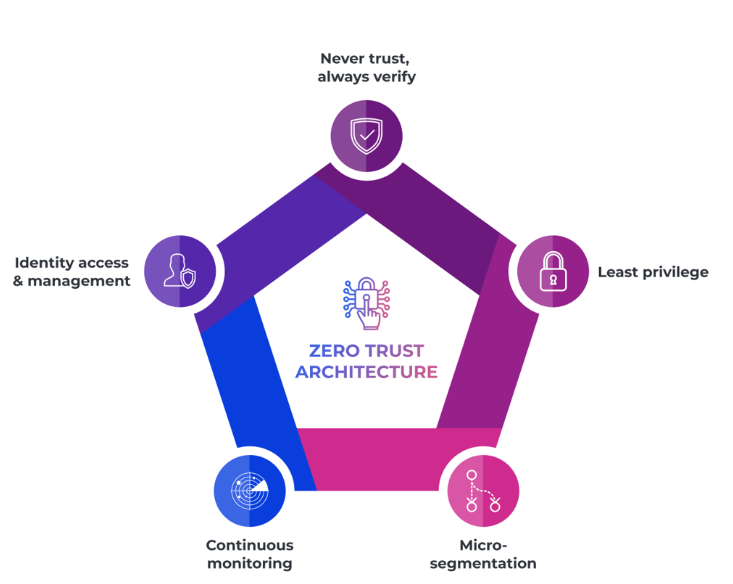 Never trust,
always verify
Identity access
& management
Least privilege
ZERO TRUST
ARCHITECTURE
Continuous
monitoring
Micro-
segmentation